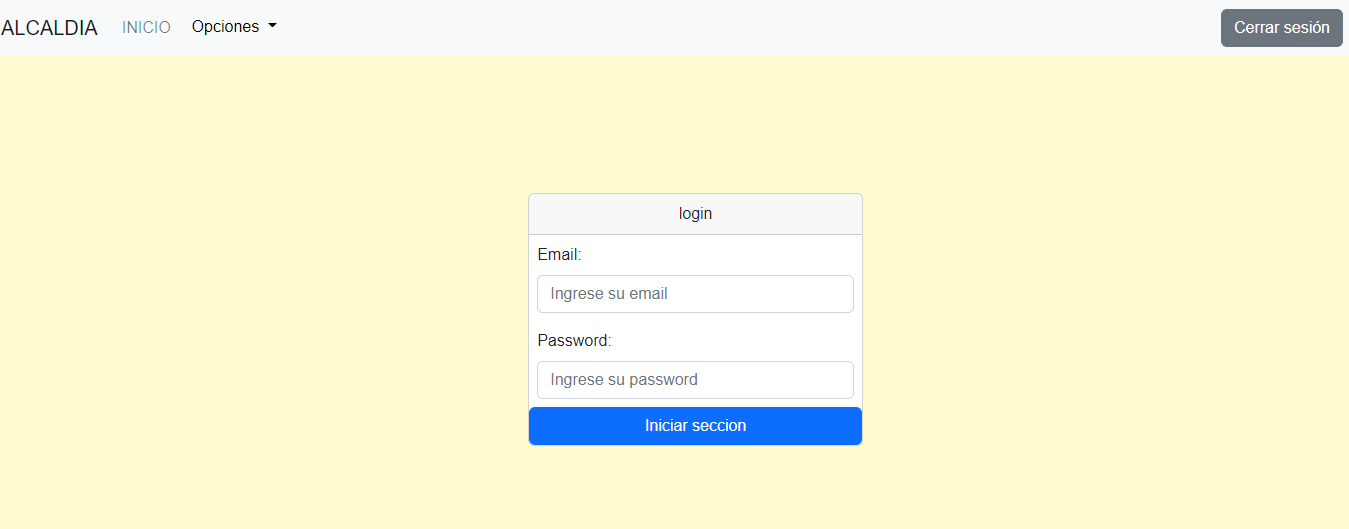 ALCALDIA INICIO Opciones Cerrar sesión
login
Email:
Ingrese su email
Password:
Ingrese su password
Iniciar seccion